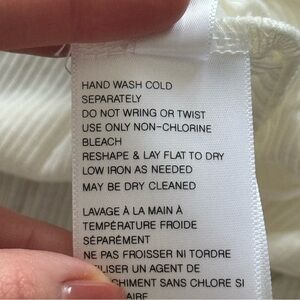 HAND WASH COLD
SEPARATELY
DO NOT WRING OR TWIST
USE ONLY NON-CHLORINE
BLEACH
RESHAPE & LAY FLAT TO DRY
LOW IRON AS NEEDED
MAY BE DRY CLEANED
LAVAGE À LA MAIN À
TEMPÉRATURE FROIDE
SÉPARÉMENT
NE PAS FROISSER NI TORDRE
UN AGENT DE
SANS CHLORE SI